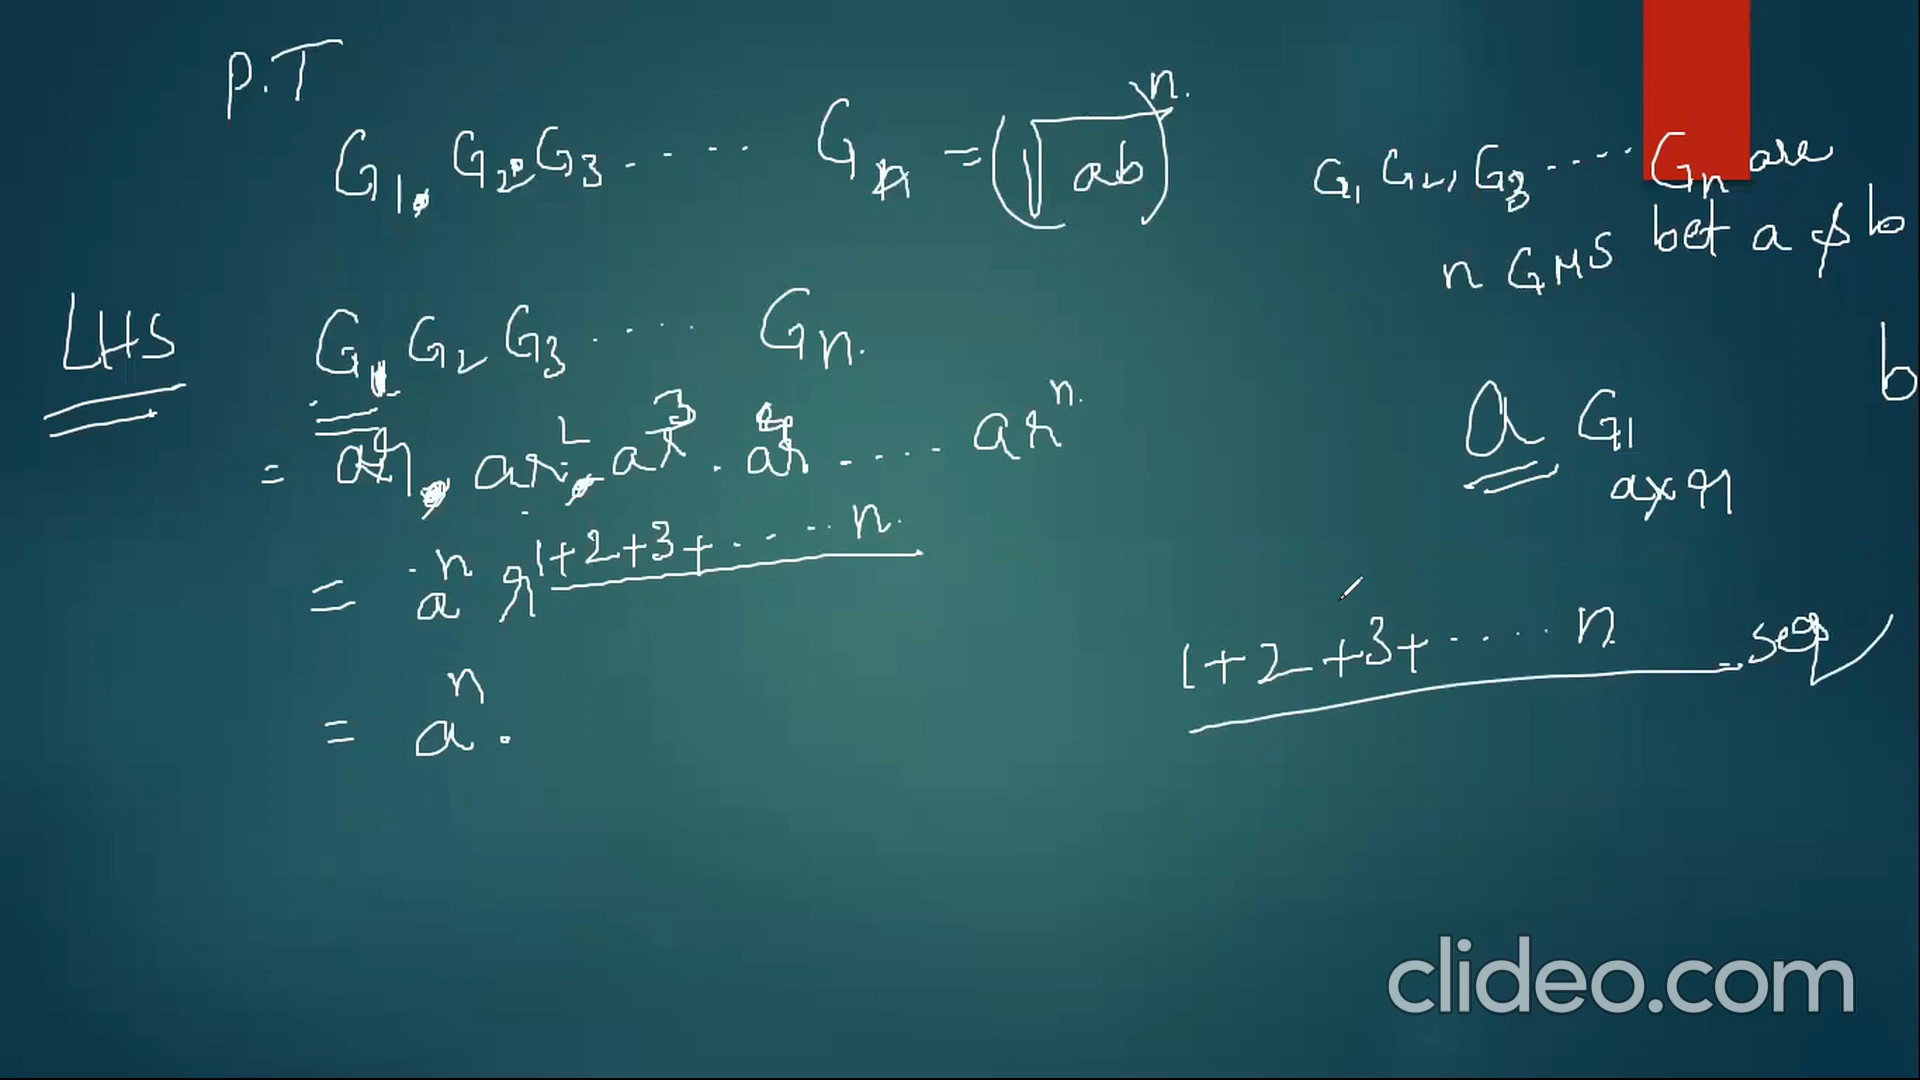 P.T
G1. G2. G3 ..... Gn = (√ab)^n.
G1 G2, G3 ..... Gn are
n GMS bet a & b
LHS G1 G2 G3 ..... Gn.
b
= ar. ar^2. ar^3. ar^4 ..... ar^n.
a G1
a×r
= a^n r^1+2+3+.....n.
1+2+3+.....n - seq
= a^n.
clideo.com